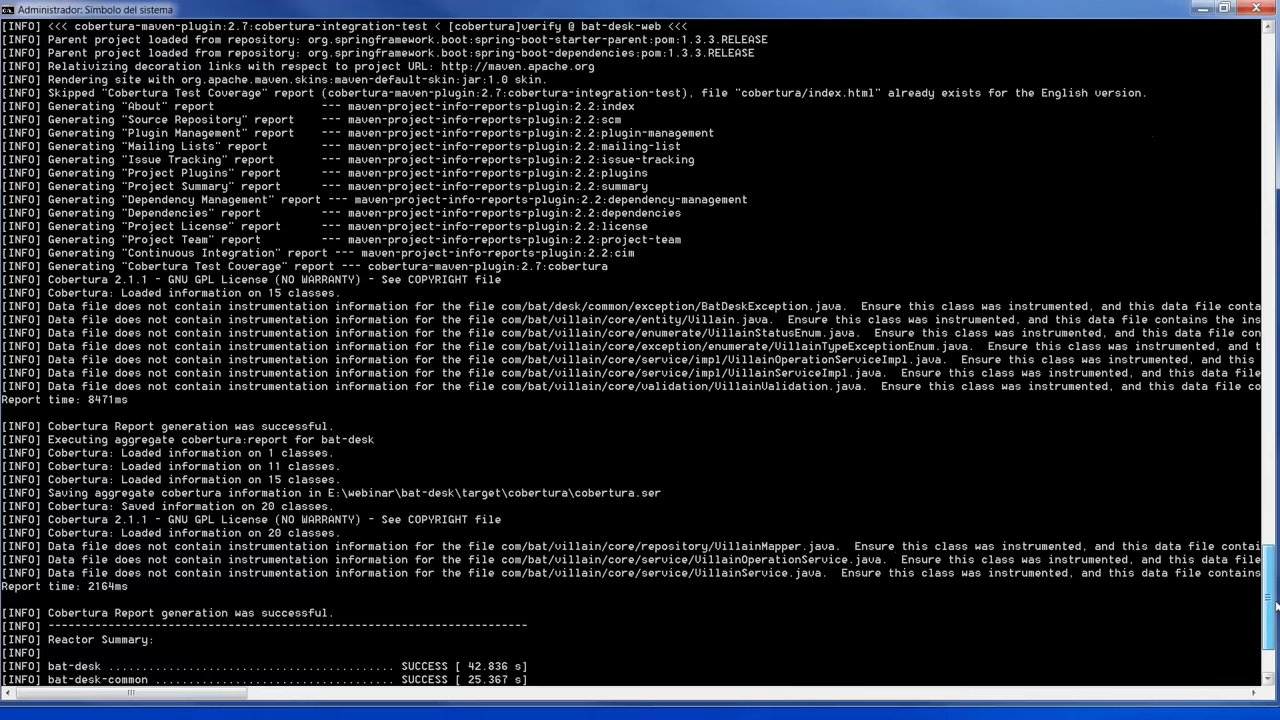 Administrador: Símbolo del sistema
[INFO] <<< cobertura-maven-plugin:2.7:cobertura-integration-test < [cobertura]verify @ bat-desk-web <<<
[INFO] Parent project loaded from repository: org.springframework.boot:spring-boot-starter-parent:pom:1.3.3.RELEASE
[INFO] Parent project loaded from repository: org.springframework.boot:spring-boot-dependencies:pom:1.3.3.RELEASE
[INFO] Relativizing decoration links with respect to project URL: http://maven.apache.org
[INFO] Rendering site with org.apache.maven.skins:maven-default-skin:jar:1.0 skin.
[INFO] Skipped "Cobertura Test Coverage" report (cobertura-maven-plugin:2.7:cobertura-integration-test), file "cobertura/index.html" already exists for the English version.
[INFO] Generating "About" report --- maven-project-info-reports-plugin:2.2:index
[INFO] Generating "Source Repository" report --- maven-project-info-reports-plugin:2.2:scm
[INFO] Generating "Plugin Management" report --- maven-project-info-reports-plugin:2.2:plugin-management
[INFO] Generating "Mailing Lists" report --- maven-project-info-reports-plugin:2.2:mailing-list
[INFO] Generating "Issue Tracking" report --- maven-project-info-reports-plugin:2.2:issue-tracking
[INFO] Generating "Project Plugins" report --- maven-project-info-reports-plugin:2.2:plugins
[INFO] Generating "Project Summary" report --- maven-project-info-reports-plugin:2.2:summary
[INFO] Generating "Dependency Management" report --- maven-project-info-reports-plugin:2.2:dependency-management
[INFO] Generating "Dependencies" report --- maven-project-info-reports-plugin:2.2:dependencies
[INFO] Generating "Project License" report --- maven-project-info-reports-plugin:2.2:license
[INFO] Generating "Project Team" report --- maven-project-info-reports-plugin:2.2:project-team
[INFO] Generating "Continuous Integration" report --- maven-project-info-reports-plugin:2.2:cim
[INFO] Generating "Cobertura Test Coverage" report --- cobertura-maven-plugin:2.7:cobertura
[INFO] Cobertura 2.1.1 - GNU GPL License (NO WARRANTY) - See COPYRIGHT file
[INFO] Cobertura: Loaded information on 15 classes.
[INFO] Data file does not contain instrumentation information for the file com/bat/desk/common/exception/BatDeskException.java. Ensure this class was instrumented, and this data file conta
[INFO] Data file does not contain instrumentation information for the file com/bat/villain/core/entity/Villain.java. Ensure this class was instrumented, and this data file contains the ins
[INFO] Data file does not contain instrumentation information for the file com/bat/villain/core/enumerate/VillainStatusEnum.java. Ensure this class was instrumented, and this data file con
[INFO] Data file does not contain instrumentation information for the file com/bat/villain/core/exception/enumerate/VillainTypeExceptionEnum.java. Ensure this class was instrumented, and t
[INFO] Data file does not contain instrumentation information for the file com/bat/villain/core/service/impl/VillainOperationServiceImpl.java. Ensure this class was instrumented, and this
[INFO] Data file does not contain instrumentation information for the file com/bat/villain/core/service/impl/VillainServiceImpl.java. Ensure this class was instrumented, and this data file
[INFO] Data file does not contain instrumentation information for the file com/bat/villain/core/validation/VillainValidation.java. Ensure this class was instrumented, and this data file co
Report time: 8471ms
[INFO] Cobertura Report generation was successful.
[INFO] Executing aggregate cobertura:report for bat-desk
[INFO] Cobertura: Loaded information on 1 classes.
[INFO] Cobertura: Loaded information on 11 classes.
[INFO] Cobertura: Loaded information on 15 classes.
[INFO] Saving aggregate cobertura information in E:\webinar\bat-desk\target\cobertura\cobertura.ser
[INFO] Cobertura: Saved information on 20 classes.
[INFO] Cobertura 2.1.1 - GNU GPL License (NO WARRANTY) - See COPYRIGHT file
[INFO] Cobertura: Loaded information on 20 classes.
[INFO] Data file does not contain instrumentation information for the file com/bat/villain/core/repository/VillainMapper.java. Ensure this class was instrumented, and this data file contai
[INFO] Data file does not contain instrumentation information for the file com/bat/villain/core/service/VillainOperationService.java. Ensure this class was instrumented, and this data file
[INFO] Data file does not contain instrumentation information for the file com/bat/villain/core/service/VillainService.java. Ensure this class was instrumented, and this data file contains
Report time: 2164ms
[INFO] Cobertura Report generation was successful.
[INFO] ------------------------------------------------------------------------
[INFO] Reactor Summary:
[INFO]
[INFO] bat-desk ........................................... SUCCESS [ 42.836 s]
[INFO] bat-desk-common .................................... SUCCESS [ 25.367 s]